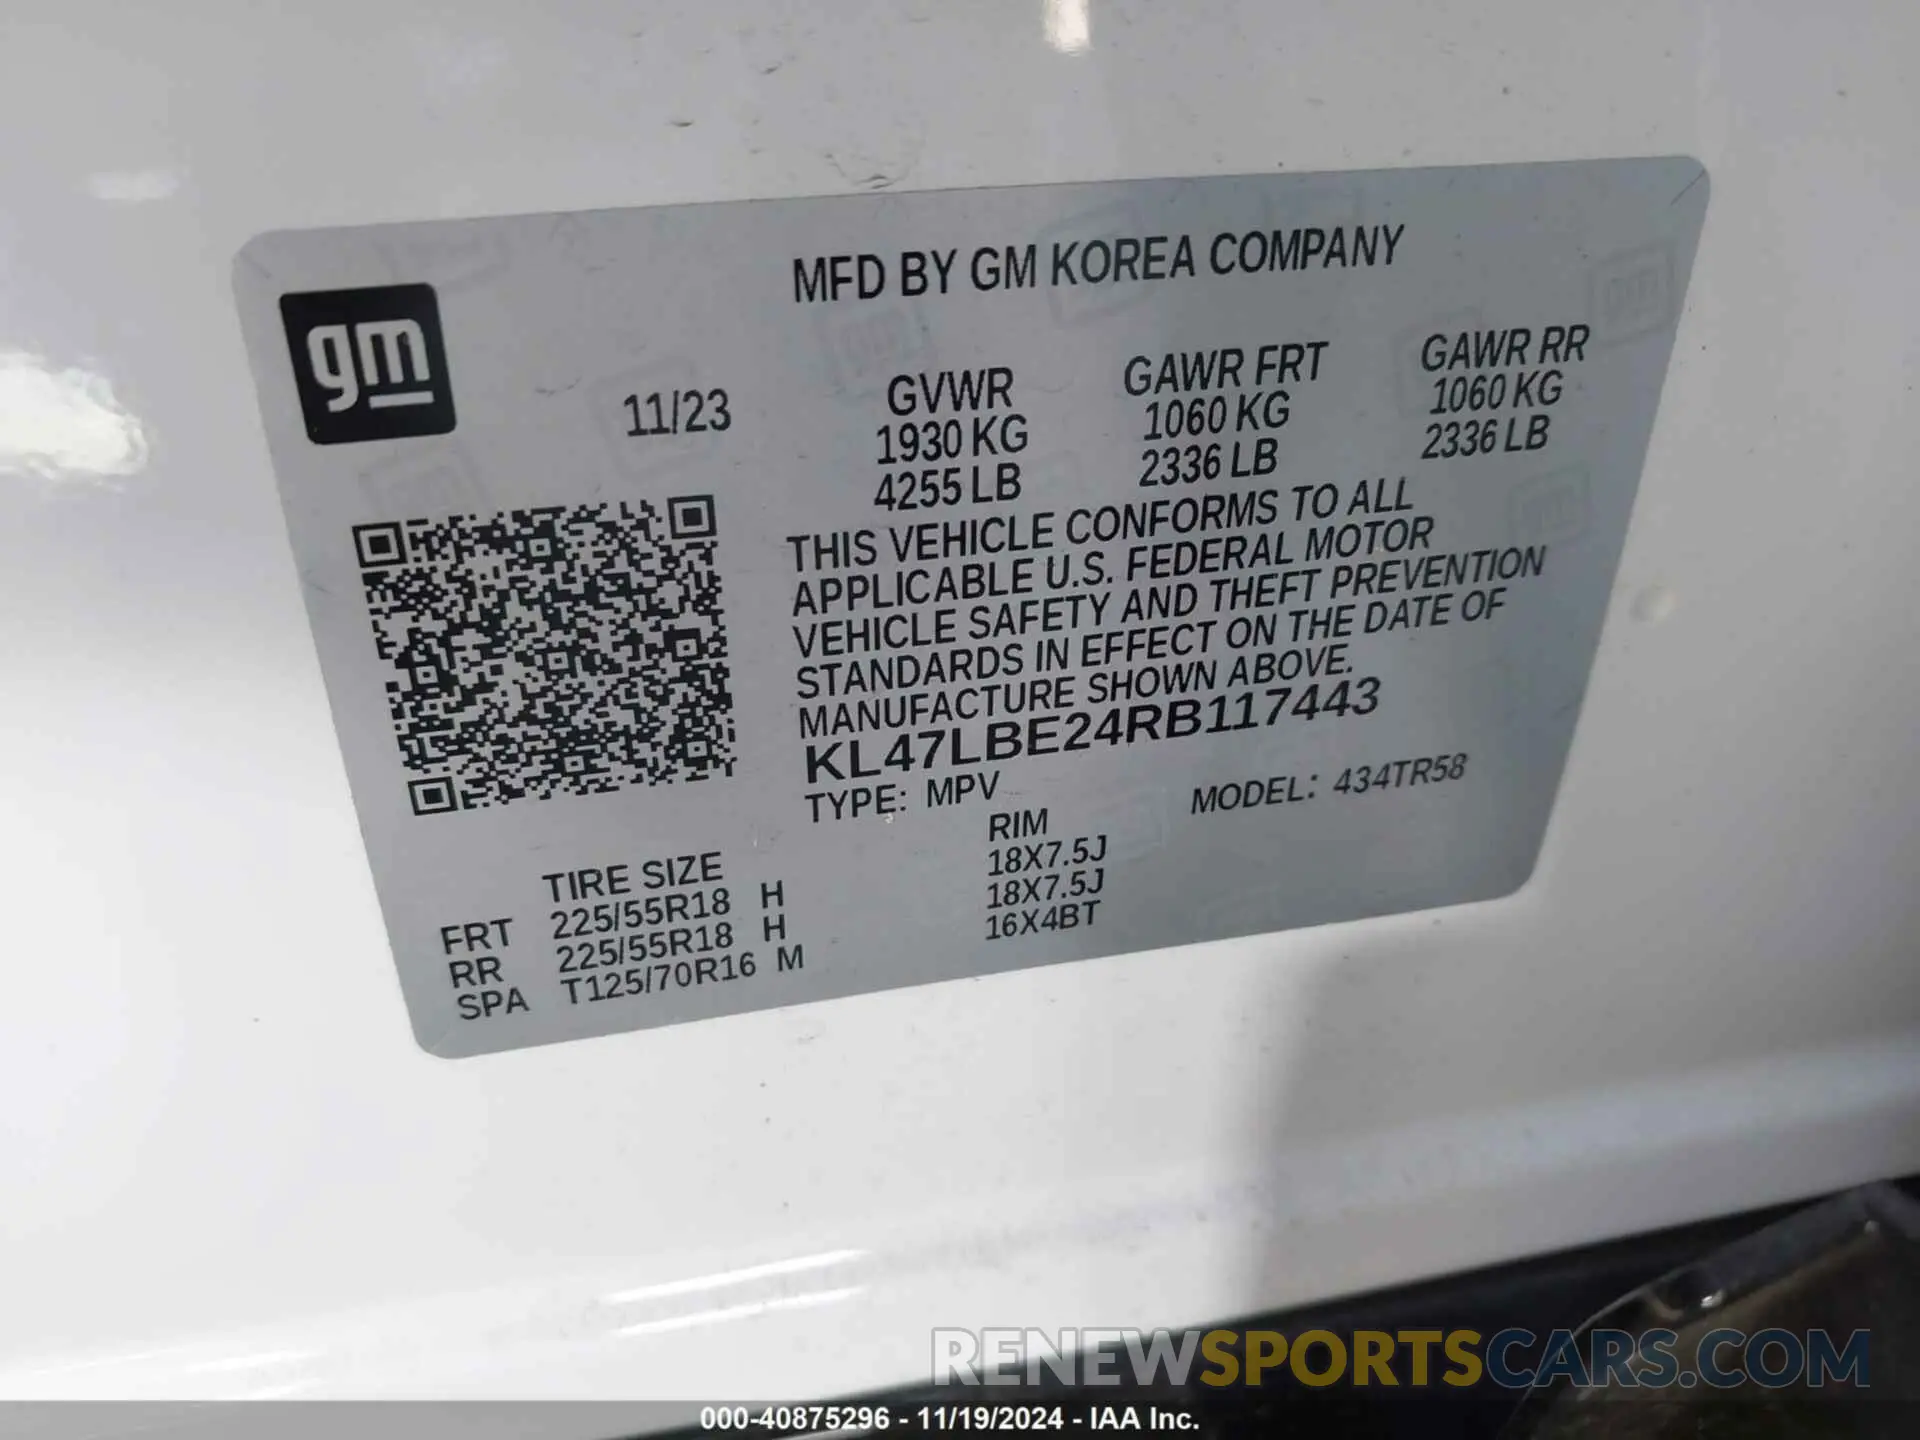 MFD BY GM KOREA COMPANY
gm
11/23
GVWR GAWR FRT GAWR RR
1930 KG 1060 KG 1060 KG
4255 LB 2336 LB 2336 LB
THIS VEHICLE CONFORMS TO ALL
APPLICABLE U.S. FEDERAL MOTOR
VEHICLE SAFETY AND THEFT PREVENTION
STANDARDS IN EFFECT ON THE DATE OF
MANUFACTURE SHOWN ABOVE.
KL47LBE24RB117443
TYPE: MPV MODEL: 434TR58
TIRE SIZE RIM
FRT 225/55R18 H 18X7.5J
RR 225/55R18 H 18X7.5J
SPA T125/70R16 M 16X4BT
RENEWSPORTSCARS.COM
000-40875296 - 11/19/2024 - IAA Inc.